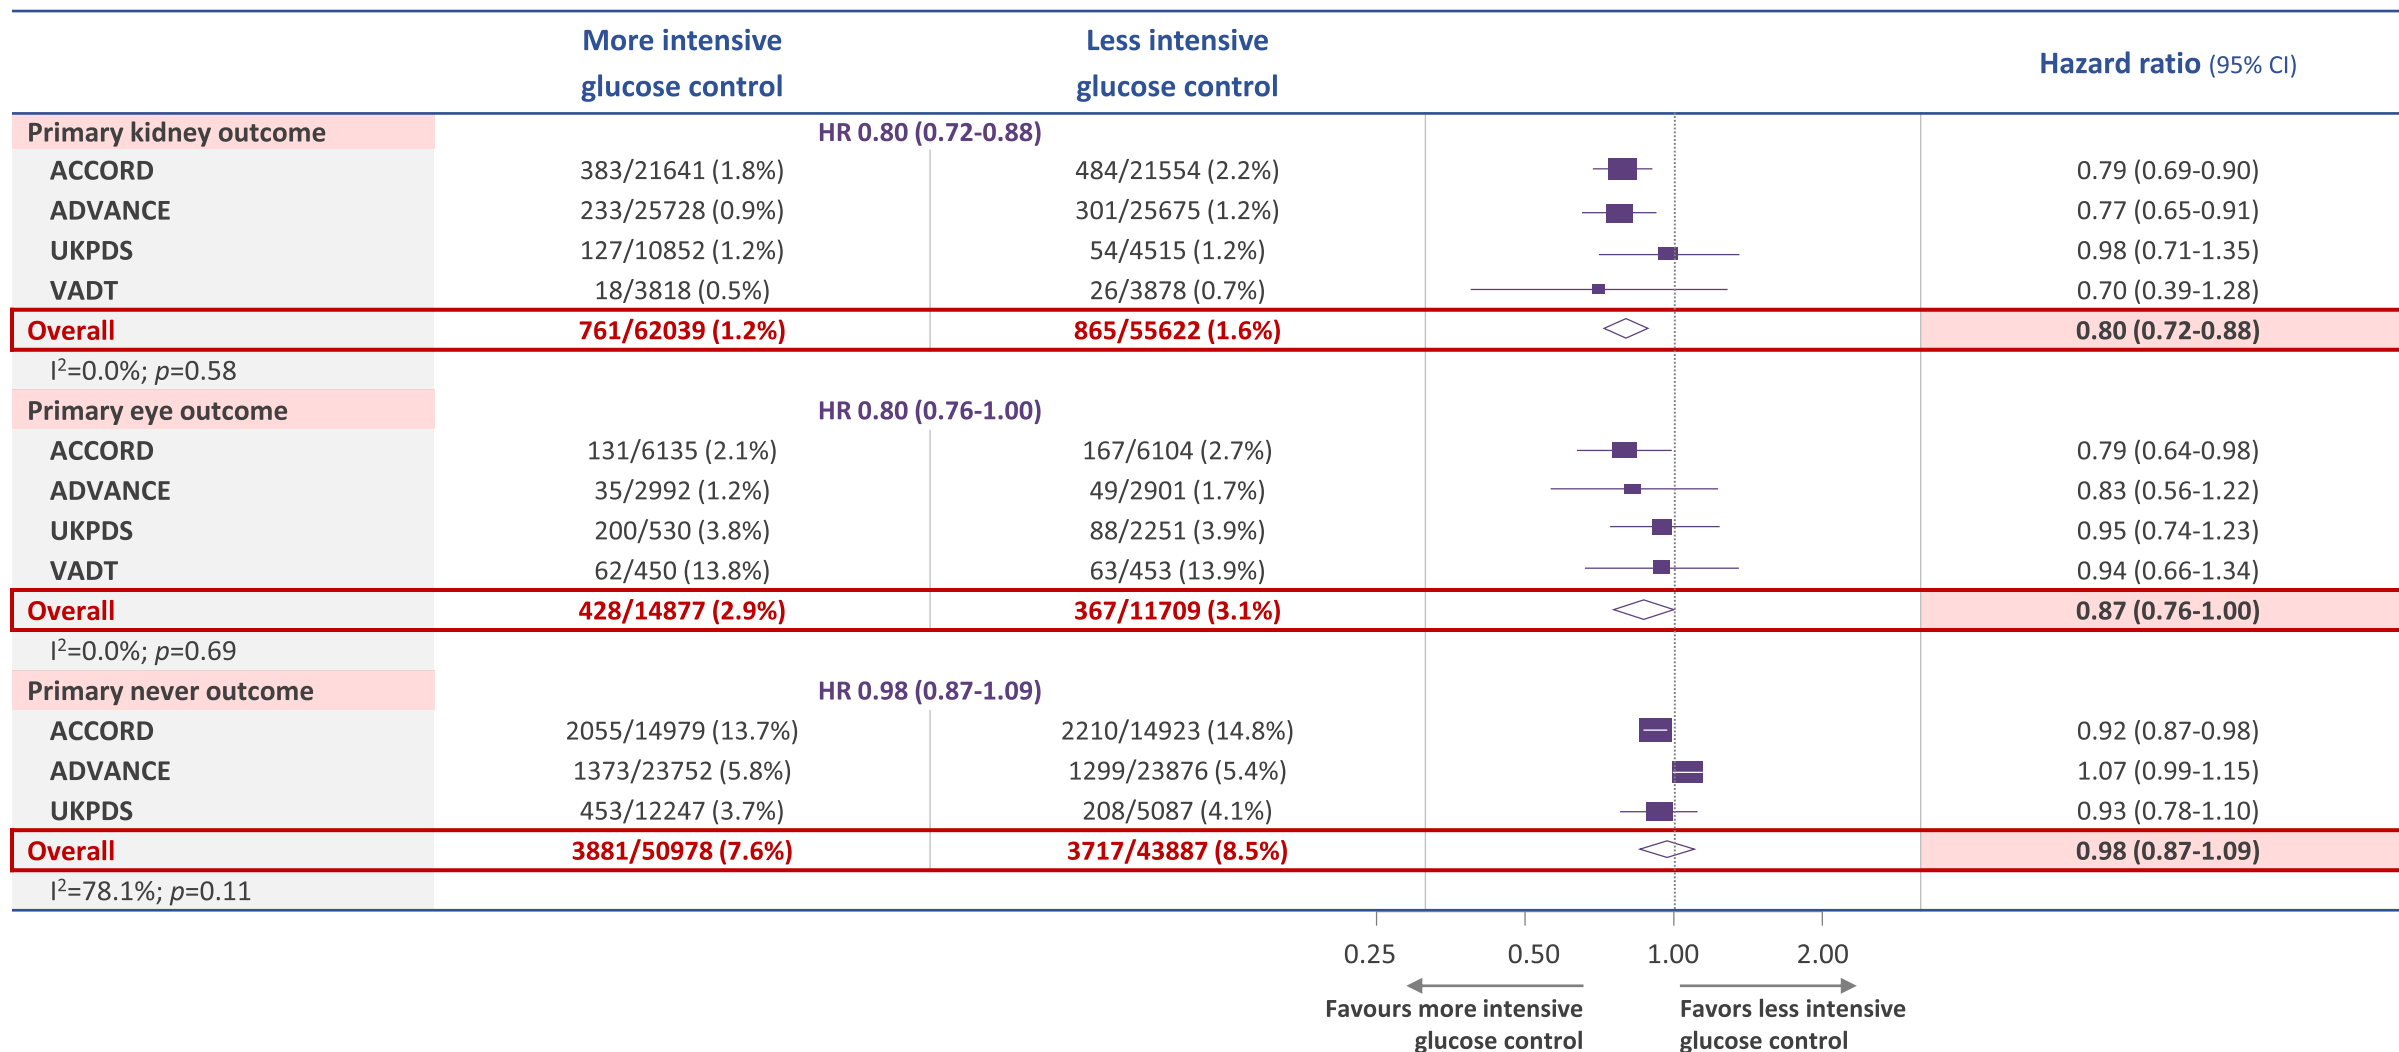 More intensive glucose control Less intensive glucose control Hazard ratio (95% CI)
Primary kidney outcome HR 0.80 (0.72-0.88)
ACCORD 383/21641 (1.8%) 484/21554 (2.2%) 0.79 (0.69-0.90)
ADVANCE 233/25728 (0.9%) 301/25675 (1.2%) 0.77 (0.65-0.91)
UKPDS 127/10852 (1.2%) 54/4515 (1.2%) 0.98 (0.71-1.35)
VADT 18/3818 (0.5%) 26/3878 (0.7%) 0.70 (0.39-1.28)
Overall 761/62039 (1.2%) 865/55622 (1.6%) 0.80 (0.72-0.88)
I²=0.0%; p=0.58
Primary eye outcome HR 0.80 (0.76-1.00)
ACCORD 131/6135 (2.1%) 167/6104 (2.7%) 0.79 (0.64-0.98)
ADVANCE 35/2992 (1.2%) 49/2901 (1.7%) 0.83 (0.56-1.22)
UKPDS 200/530 (3.8%) 88/2251 (3.9%) 0.95 (0.74-1.23)
VADT 62/450 (13.8%) 63/453 (13.9%) 0.94 (0.66-1.34)
Overall 428/14877 (2.9%) 367/11709 (3.1%) 0.87 (0.76-1.00)
I²=0.0%; p=0.69
Primary never outcome HR 0.98 (0.87-1.09)
ACCORD 2055/14979 (13.7%) 2210/14923 (14.8%) 0.92 (0.87-0.98)
ADVANCE 1373/23752 (5.8%) 1299/23876 (5.4%) 1.07 (0.99-1.15)
UKPDS 453/12247 (3.7%) 208/5087 (4.1%) 0.93 (0.78-1.10)
Overall 3881/50978 (7.6%) 3717/43887 (8.5%) 0.98 (0.87-1.09)
I²=78.1%; p=0.11
0.25 0.50 1.00 2.00
Favours more intensive glucose control Favors less intensive glucose control